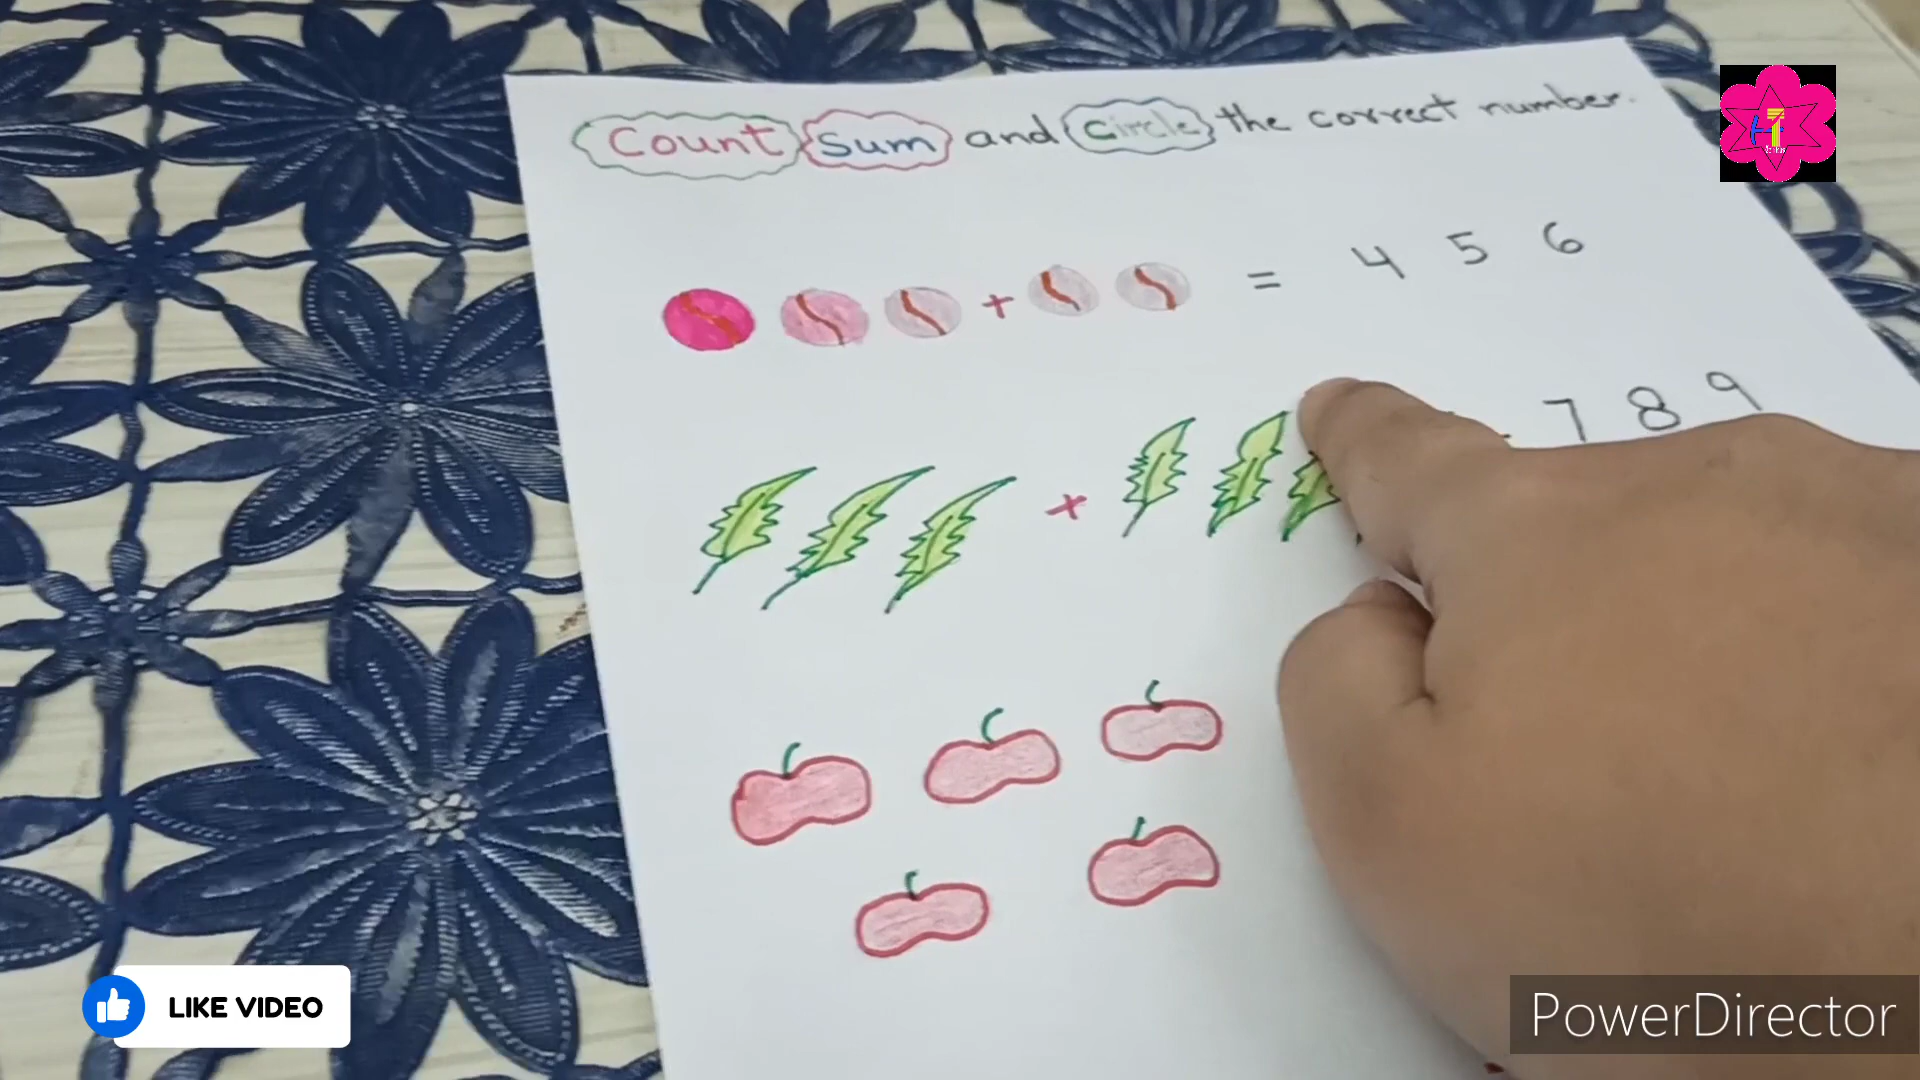 Count Sum and Circle the correct number.
+ = 4 5 6
+ 7 8 9
LIKE VIDEO
PowerDirector